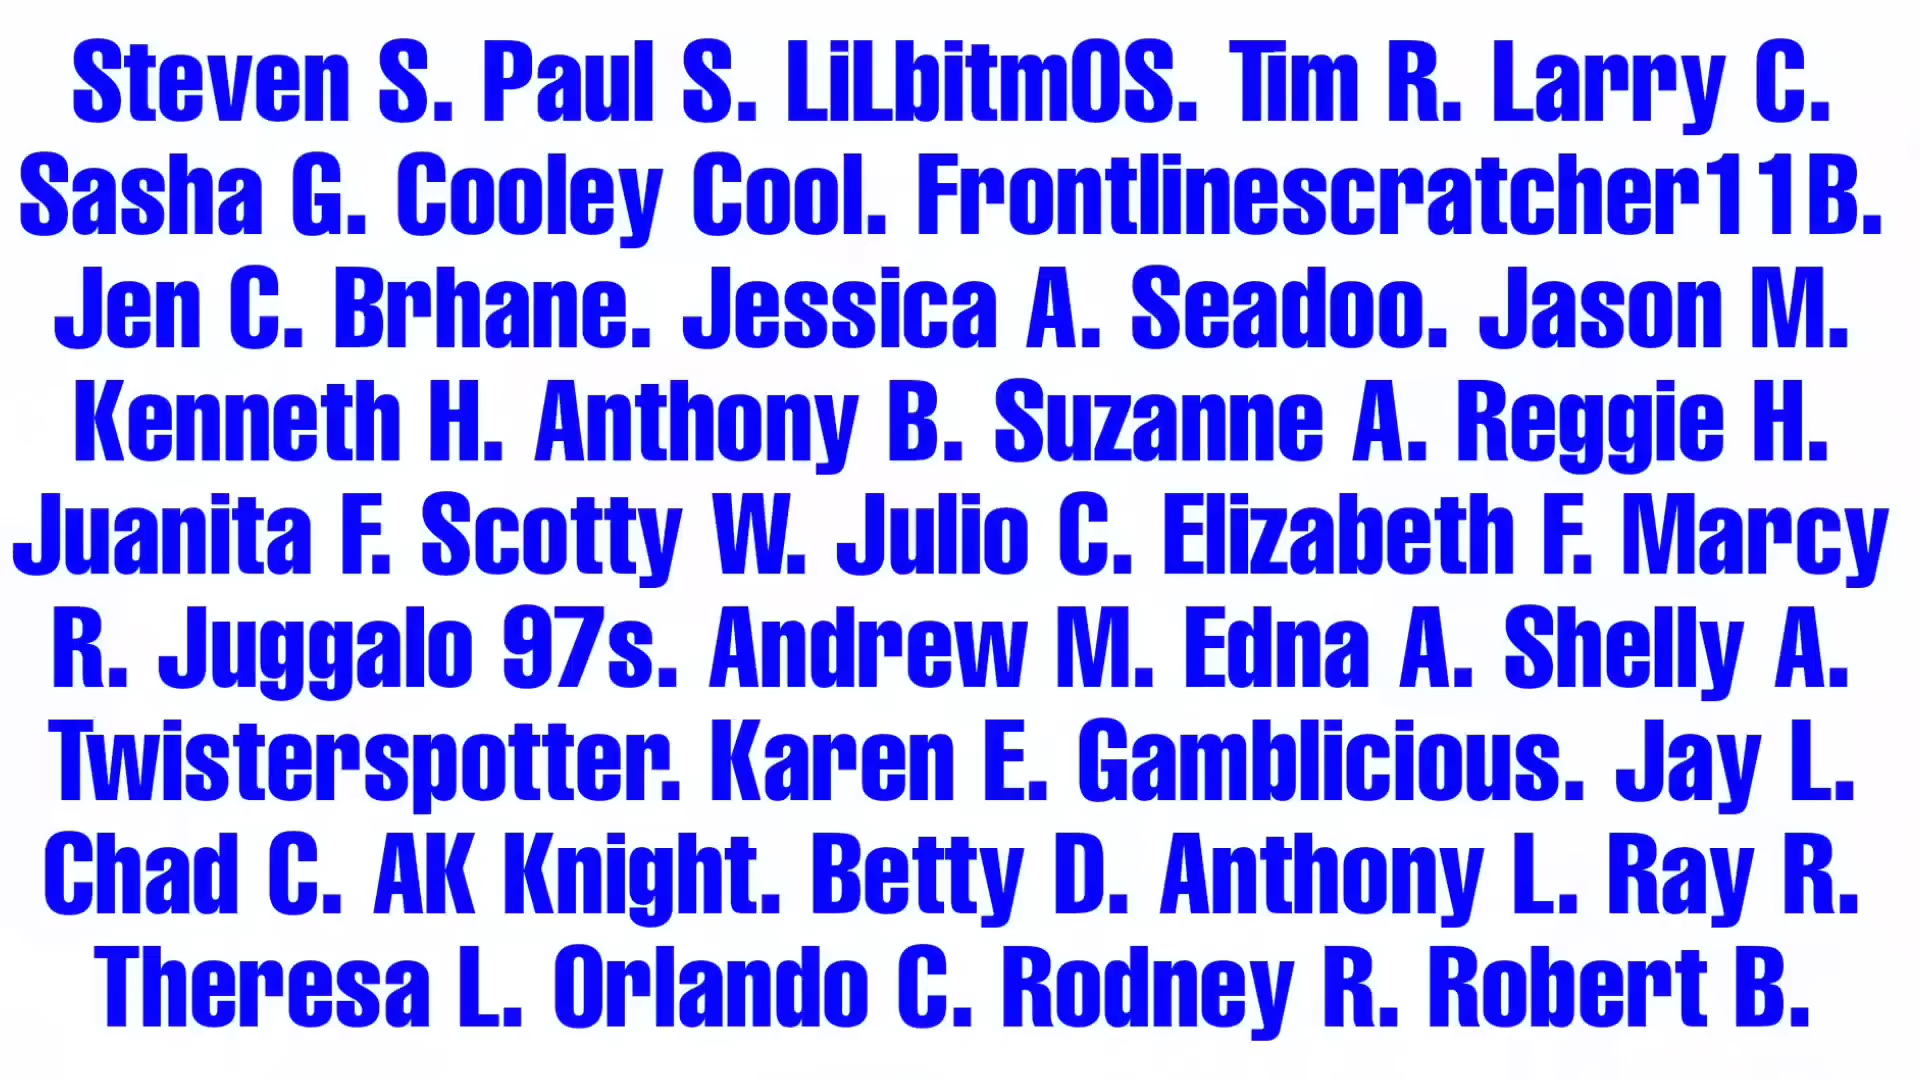 Steven S. Paul S. LiLbitmOS. Tim R. Larry C.
Sasha G. Cooley Cool. Frontlinescratcher11B.
Jen C. Brhane. Jessica A. Seadoo. Jason M.
Kenneth H. Anthony B. Suzanne A. Reggie H.
Juanita F. Scotty W. Julio C. Elizabeth F. Marcy
R. Juggalo 97s. Andrew M. Edna A. Shelly A.
Twisterspotter. Karen E. Gamblicious. Jay L.
Chad C. AK Knight. Betty D. Anthony L. Ray R.
Theresa L. Orlando C. Rodney R. Robert B.